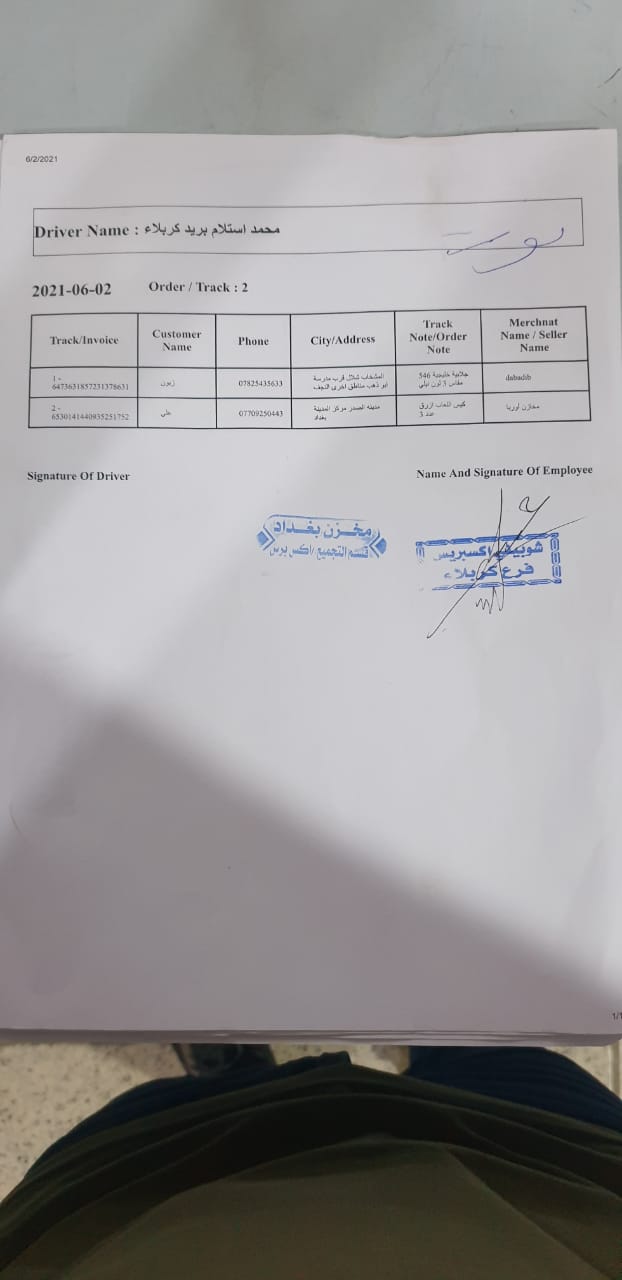 6/2/2021
Driver Name : محمد استلام بريد كربلاء
2021-06-02 Order / Track : 2
Track/Invoice
Customer Name
Phone
City/Address
Track Note/Order Note
Merchnat Name / Seller Name
1 - 6473631857231378631
زبون
07825435633
المشخاب شلال قرب مدرسة
ابو ذهب مناطق اخرى النجف
جلابية خليجية 546
مقاس 3 لون نيلي
dabadib
2 - 6530141440935251752
علي
07709250443
مدينه الصدر مركز المدينة
بغداد
كيس العاب ازرق
عدد 3
مخازن اوربا
Signature Of Driver
Name And Signature Of Employee
مخزن بغداد
قسم التجميع/اكس برس
اكسبريس
فرع كربلاء
1/1